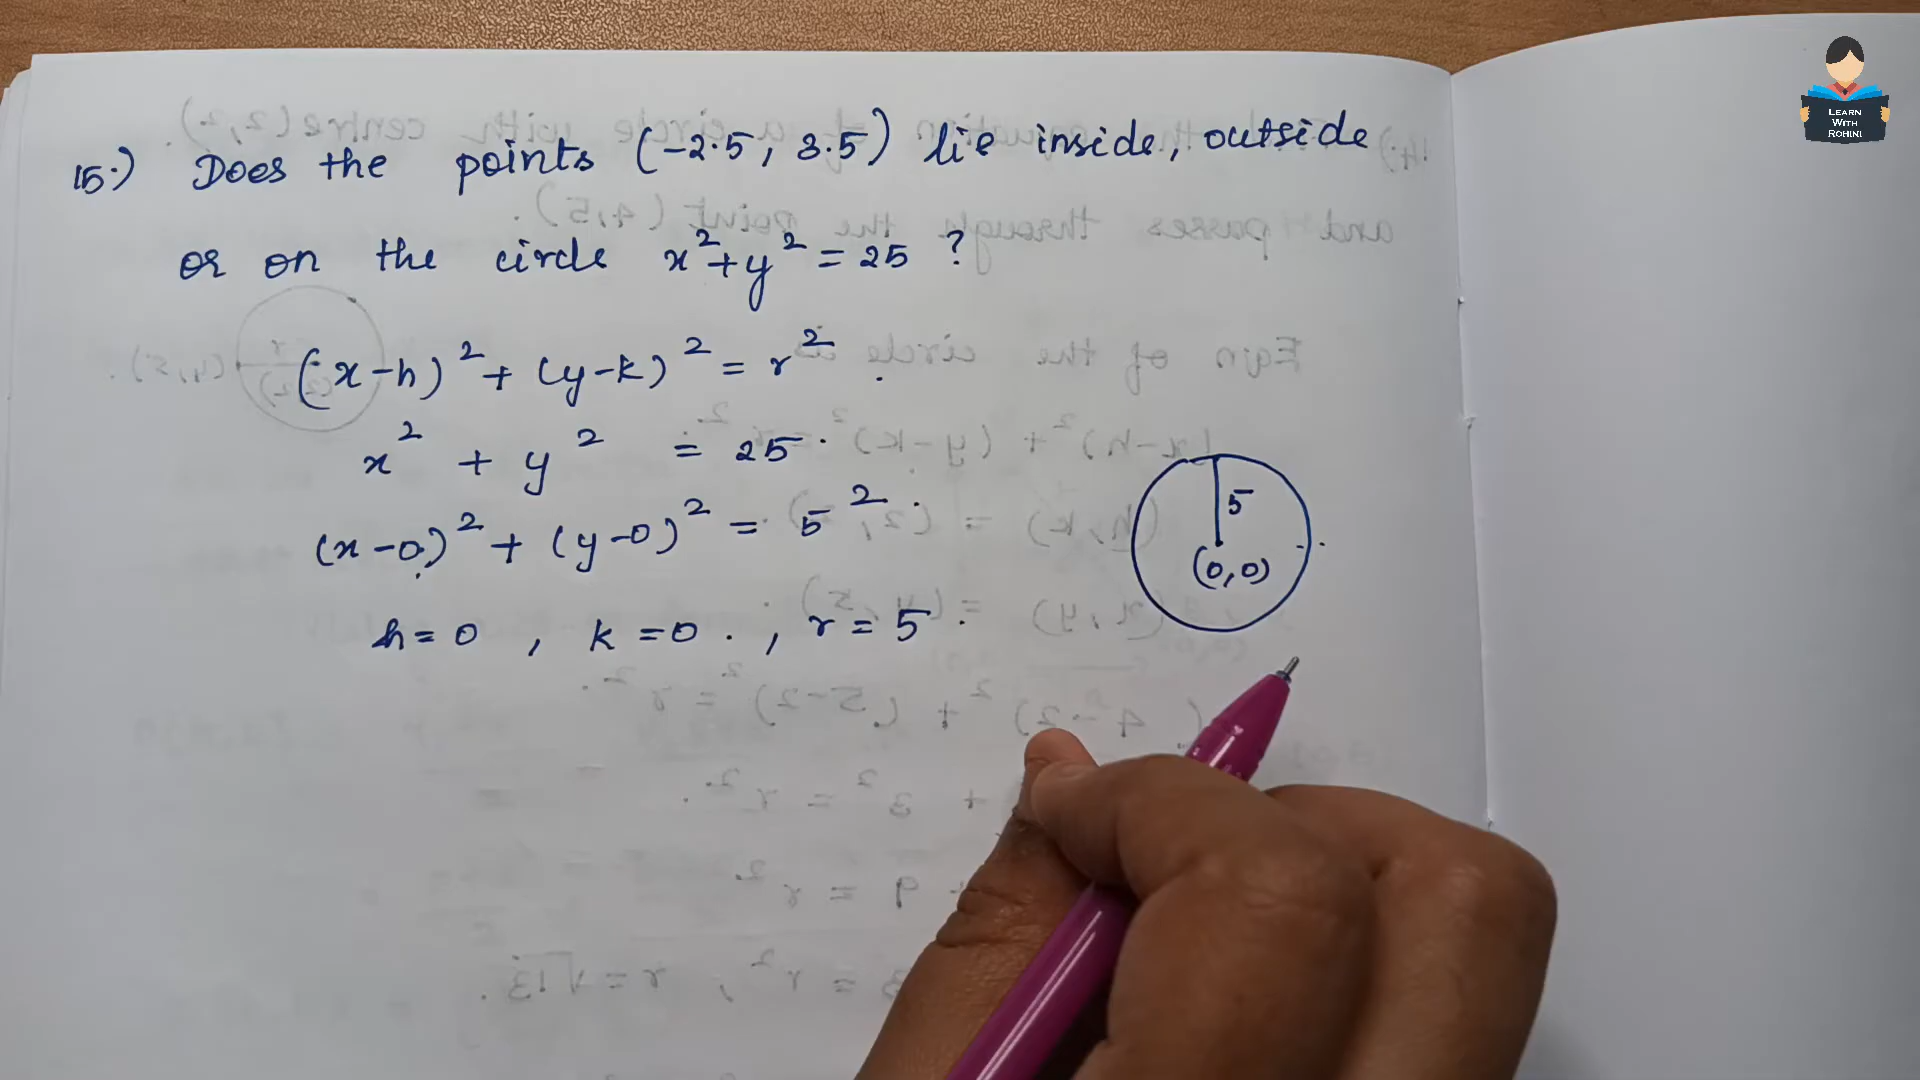 15.) Does the points (-2.5, 3.5) lie inside, outside
or on the circle x²+y² = 25 ?
(x-h)² + (y-k)² = r².
x² + y² = 25.
(x-0)² + (y-0)² = 5².
h=0 , k=0. , r=5.
5
(0,0)
LEARN
WITH
ROHINI